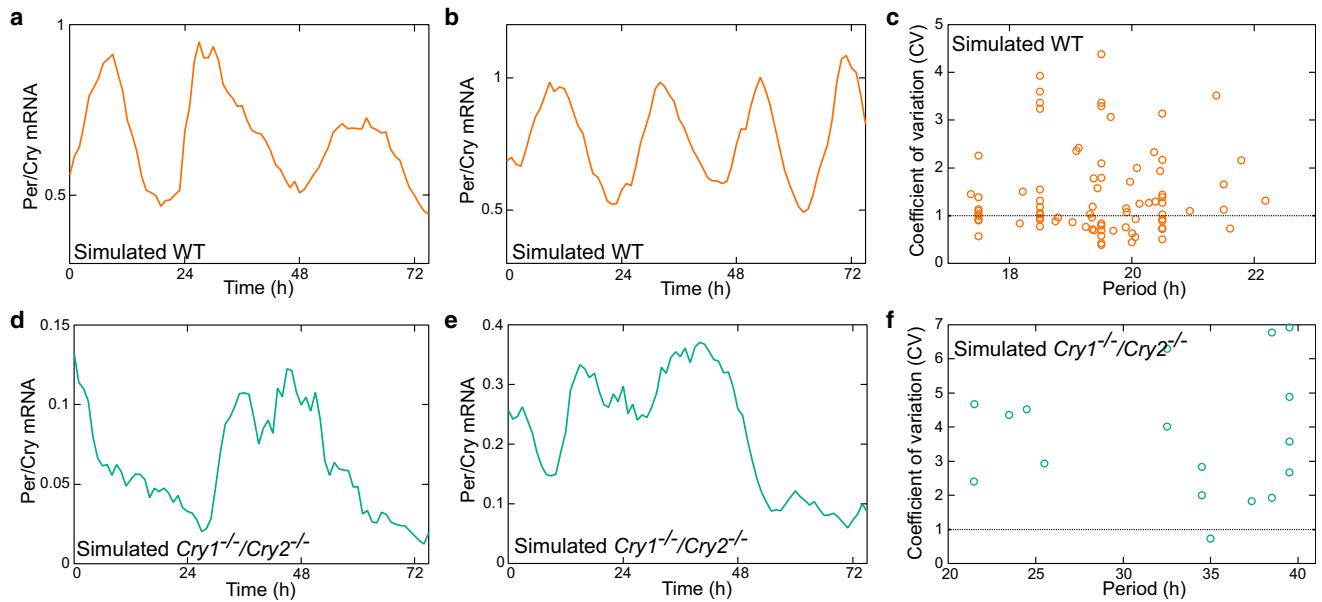 a
Per/Cry mRNA
1
0.5
0
24
48
72
Time (h)
Simulated WT
b
Per/Cry mRNA
1
0.5
0
24
48
72
Time (h)
Simulated WT
c
Coefficient of variation (CV)
5
4
3
2
1
0
18
20
22
Period (h)
Simulated WT
d
Per/Cry mRNA
0.15
0.1
0.05
0
0
24
48
72
Time (h)
Simulated Cry1-/-/Cry2-/-
e
Per/Cry mRNA
0.4
0.3
0.2
0.1
0
0
24
48
72
Time (h)
Simulated Cry1-/-/Cry2-/-
f
Coefficient of variation (CV)
7
6
5
4
3
2
1
0
20
25
30
35
40
Period (h)
Simulated Cry1-/-/Cry2-/-